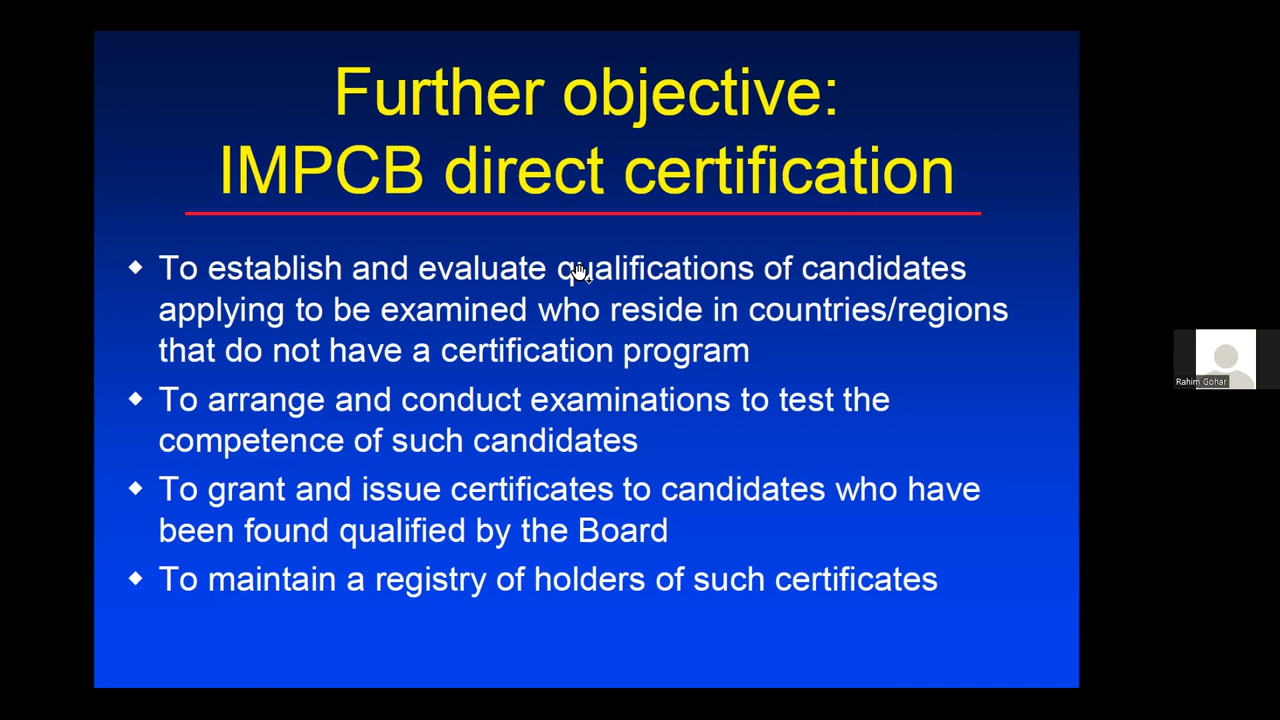 Further objective:
IMPCB direct certification
To establish and evaluate qualifications of candidates
applying to be examined who reside in countries/regions
that do not have a certification program
To arrange and conduct examinations to test the
competence of such candidates
To grant and issue certificates to candidates who have
been found qualified by the Board
To maintain a registry of holders of such certificates
Rahim Gohar